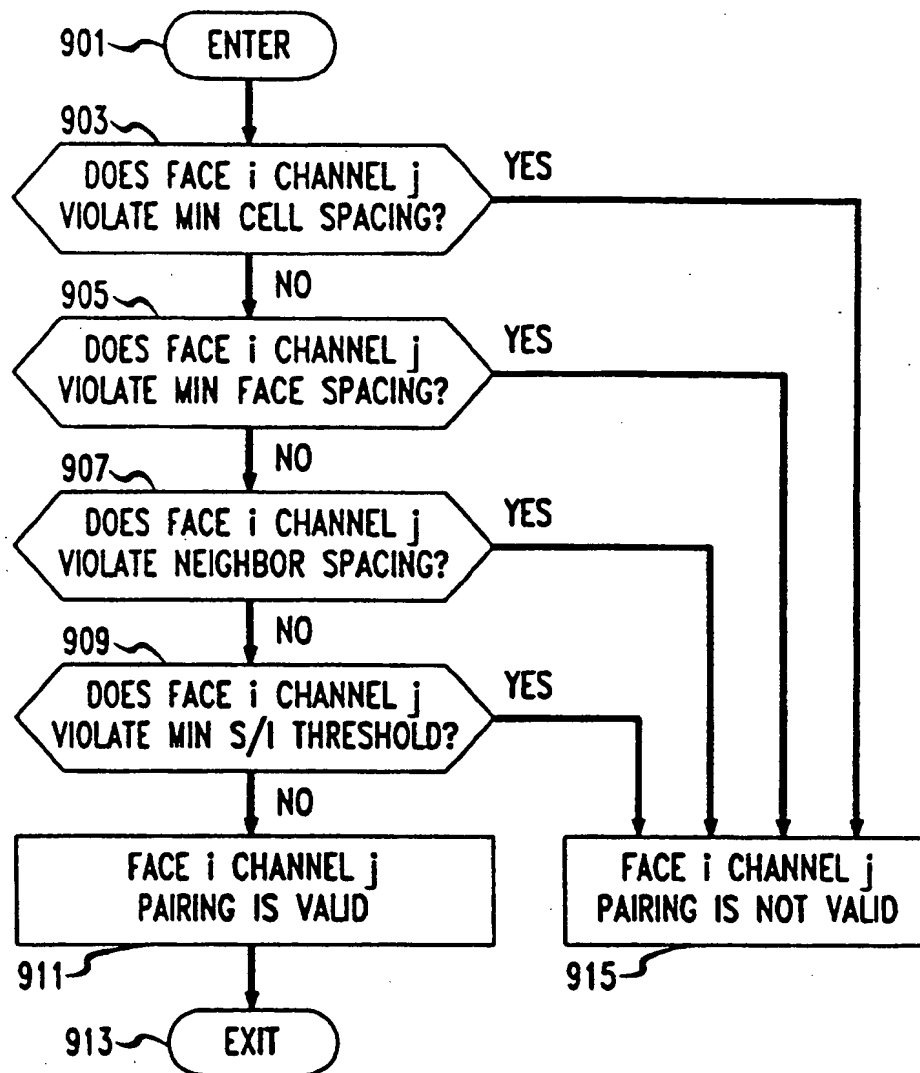 901
ENTER
903
DOES FACE i CHANNEL j
VIOLATE MIN CELL SPACING?
YES
NO
905
DOES FACE i CHANNEL j
VIOLATE MIN FACE SPACING?
YES
NO
907
DOES FACE i CHANNEL j
VIOLATE NEIGHBOR SPACING?
YES
NO
909
DOES FACE i CHANNEL j
VIOLATE MIN S/I THRESHOLD?
YES
NO
FACE i CHANNEL j
PAIRING IS VALID
911
FACE i CHANNEL j
PAIRING IS NOT VALID
915
913
EXIT